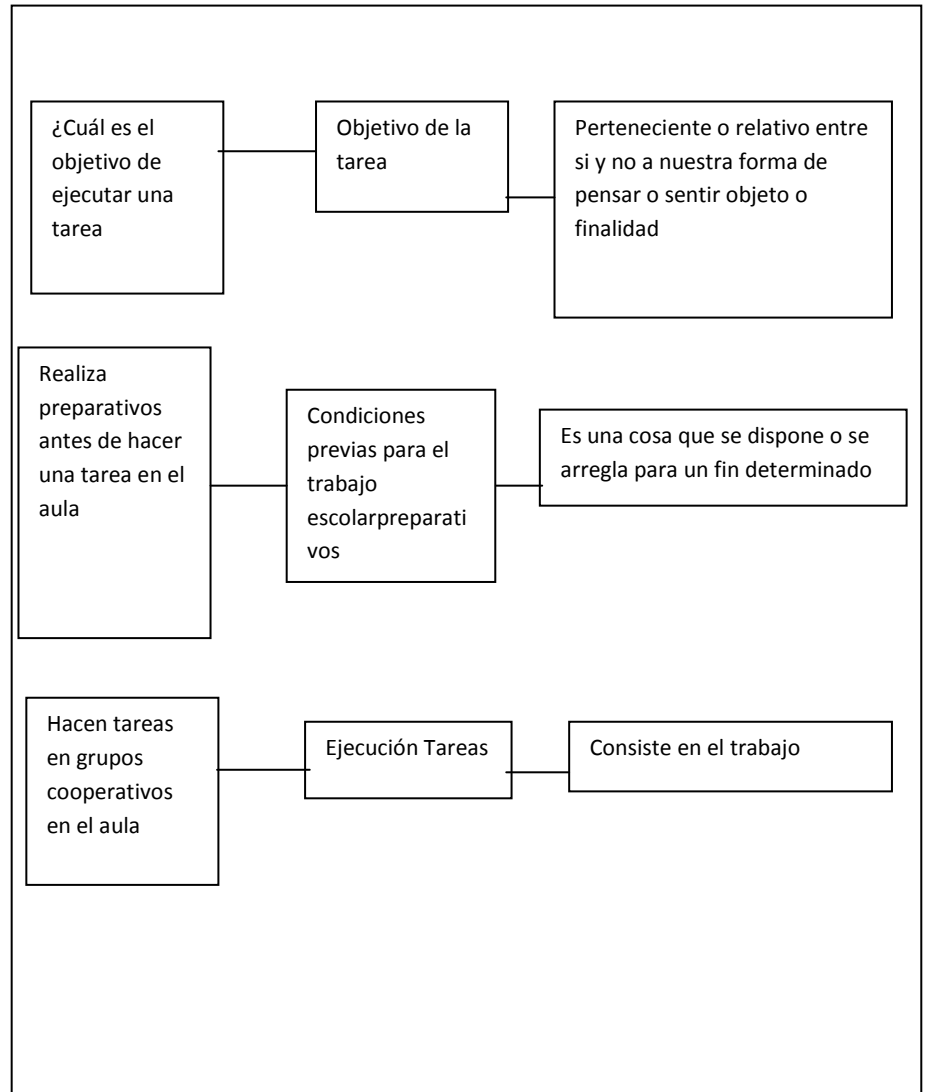 ¿Cuál es el
objetivo de
ejecutar una
tarea
Objetivo de la
tarea
Perteneciente o relativo entre
si y no a nuestra forma de
pensar o sentir objeto o
finalidad
Realiza
preparativos
antes de hacer
una tarea en el
aula
Condiciones
previas para el
trabajo
escolarpreparati
vos
Es una cosa que se dispone o se
arregla para un fin determinado
Hacen tareas
en grupos
cooperativos
en el aula
Ejecución Tareas
Consiste en el trabajo